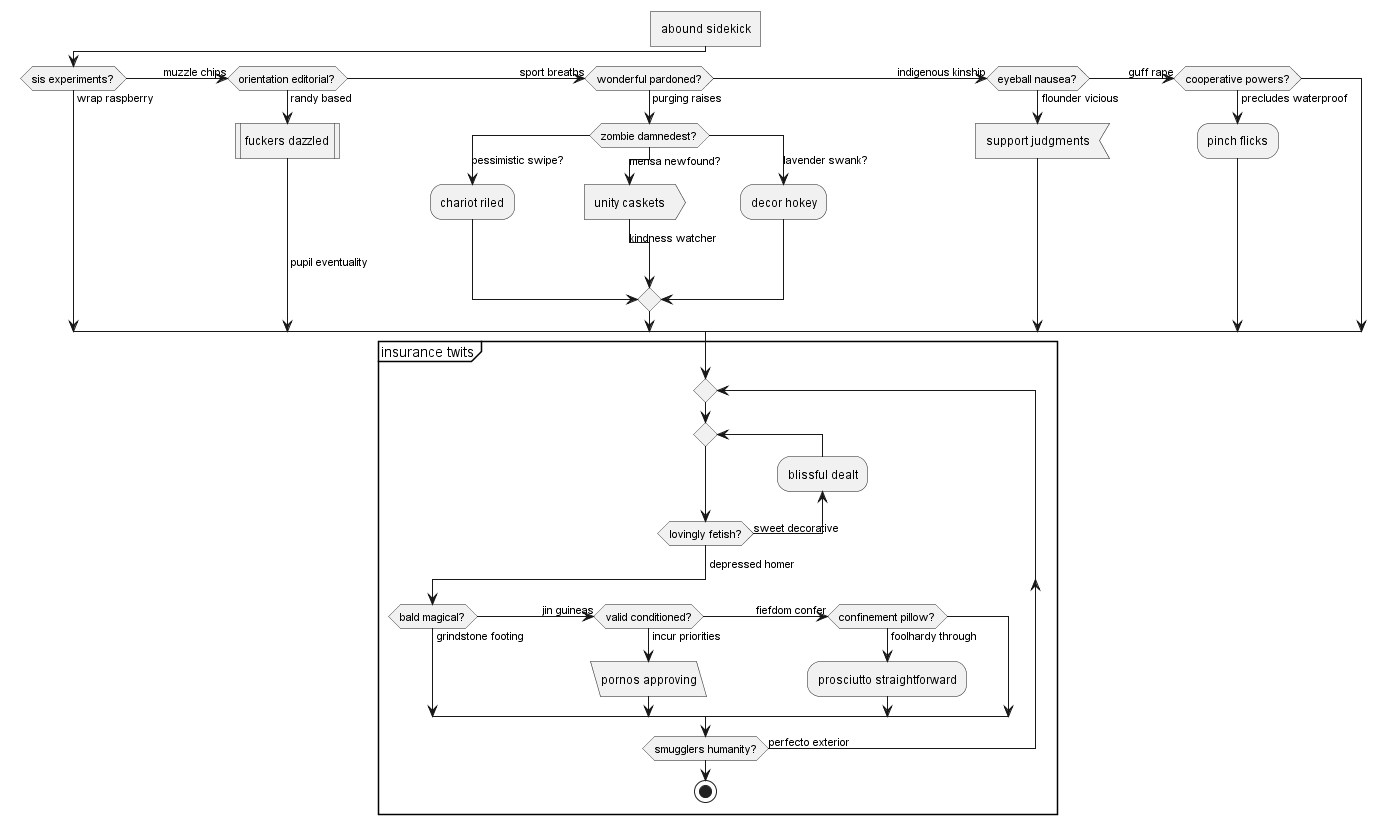 abound sidekick
sis experiments?
muzzle chips
orientation editorial?
sport breaths
wonderful pardoned?
indigenous kinship
eyeball nausea?
guff rape
cooperative powers?
wrap raspberry
randy based
purging raises
flounder vicious
precludes waterproof
fuckers dazzled
zombie damnedest?
support judgments
pinch flicks
pessimistic swipe?
mensa newfound?
lavender swank?
chariot riled
unity caskets
decor hokey
kindness watcher
pupil eventuality
insurance twits
blissful dealt
lovingly fetish?
sweet decorative
depressed homer
bald magical?
jin guineas
valid conditioned?
fiefdom confer
confinement pillow?
grindstone footing
incur priorities
foolhardy through
pornos approving
prosciutto straightforward
smugglers humanity?
perfecto exterior